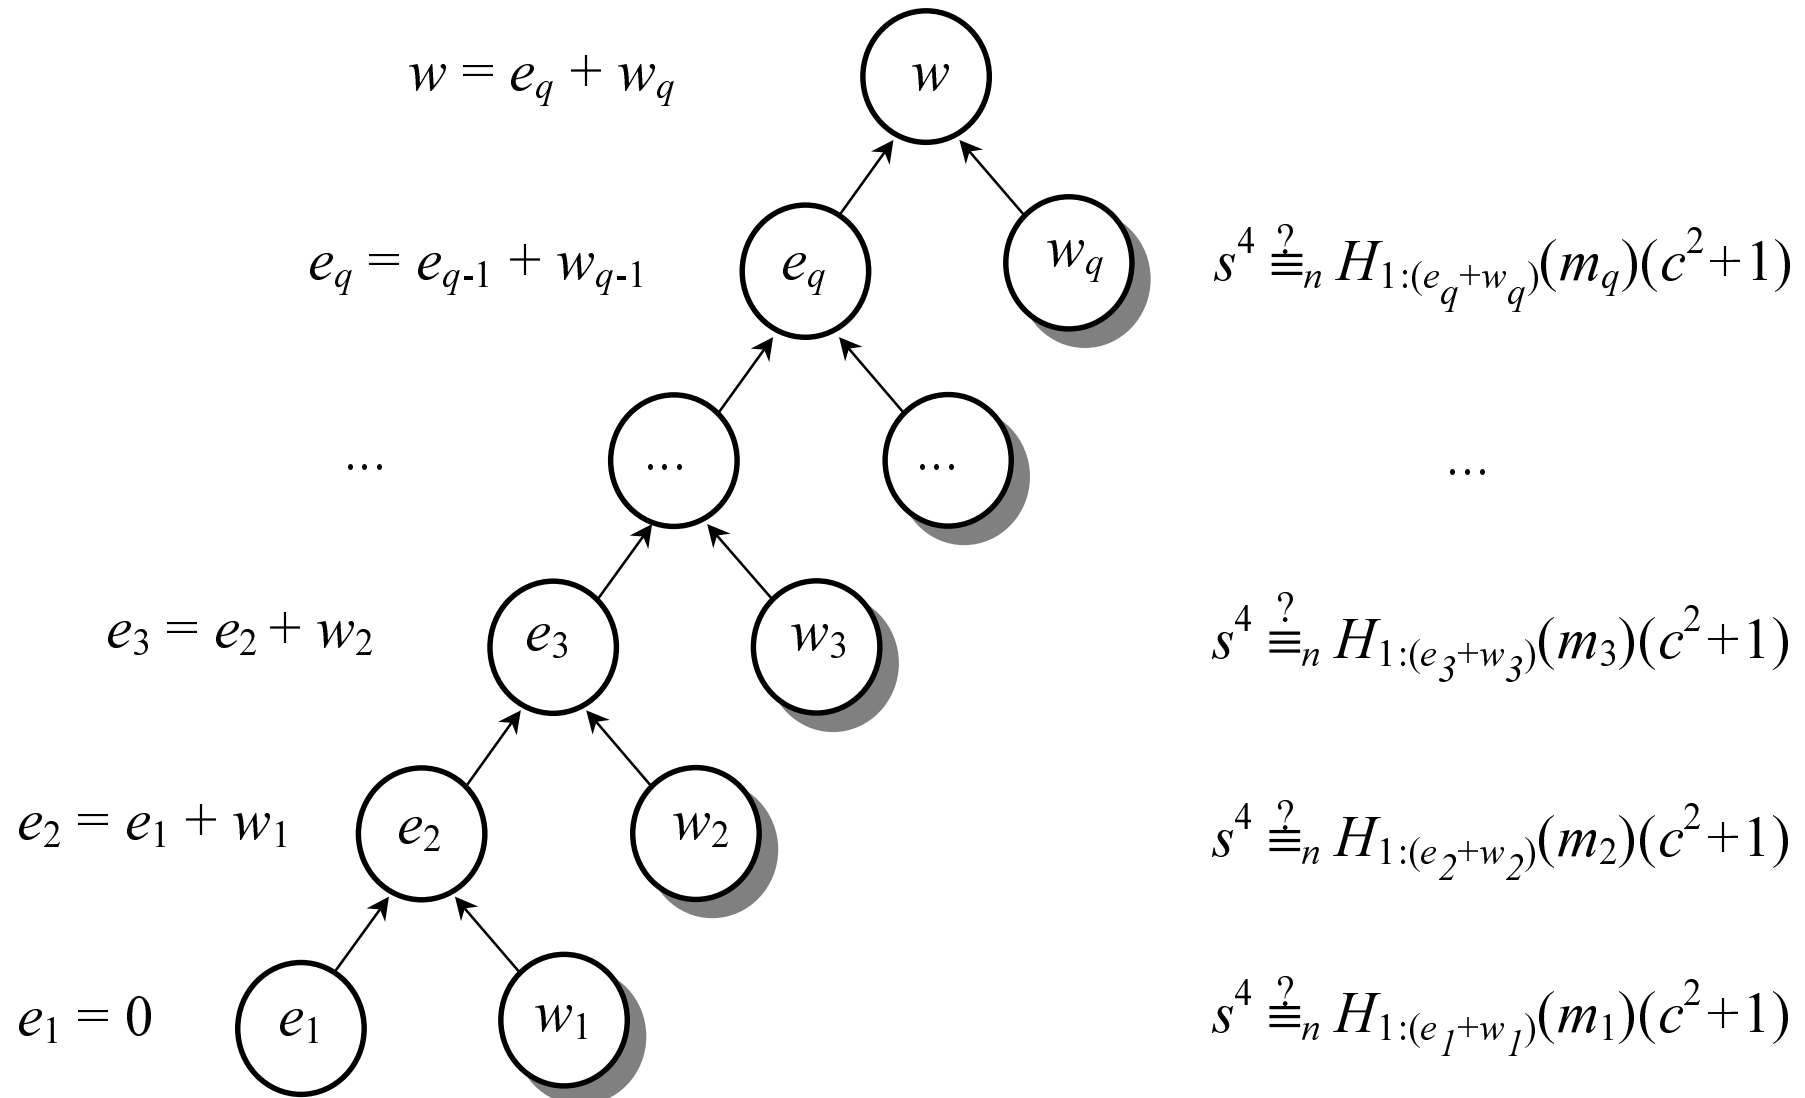 w = e_q + w_q w
e_q = e_{q-1} + w_{q-1} e_q w_q s^4 ≟≡_n H_{1:(e_q+w_q)}(m_q)(c^2+1)
... ... ... ...
e_3 = e_2 + w_2 e_3 w_3 s^4 ≟≡_n H_{1:(e_3+w_3)}(m_3)(c^2+1)
e_2 = e_1 + w_1 e_2 w_2 s^4 ≟≡_n H_{1:(e_2+w_2)}(m_2)(c^2+1)
e_1 = 0 e_1 w_1 s^4 ≟≡_n H_{1:(e_1+w_1)}(m_1)(c^2+1)